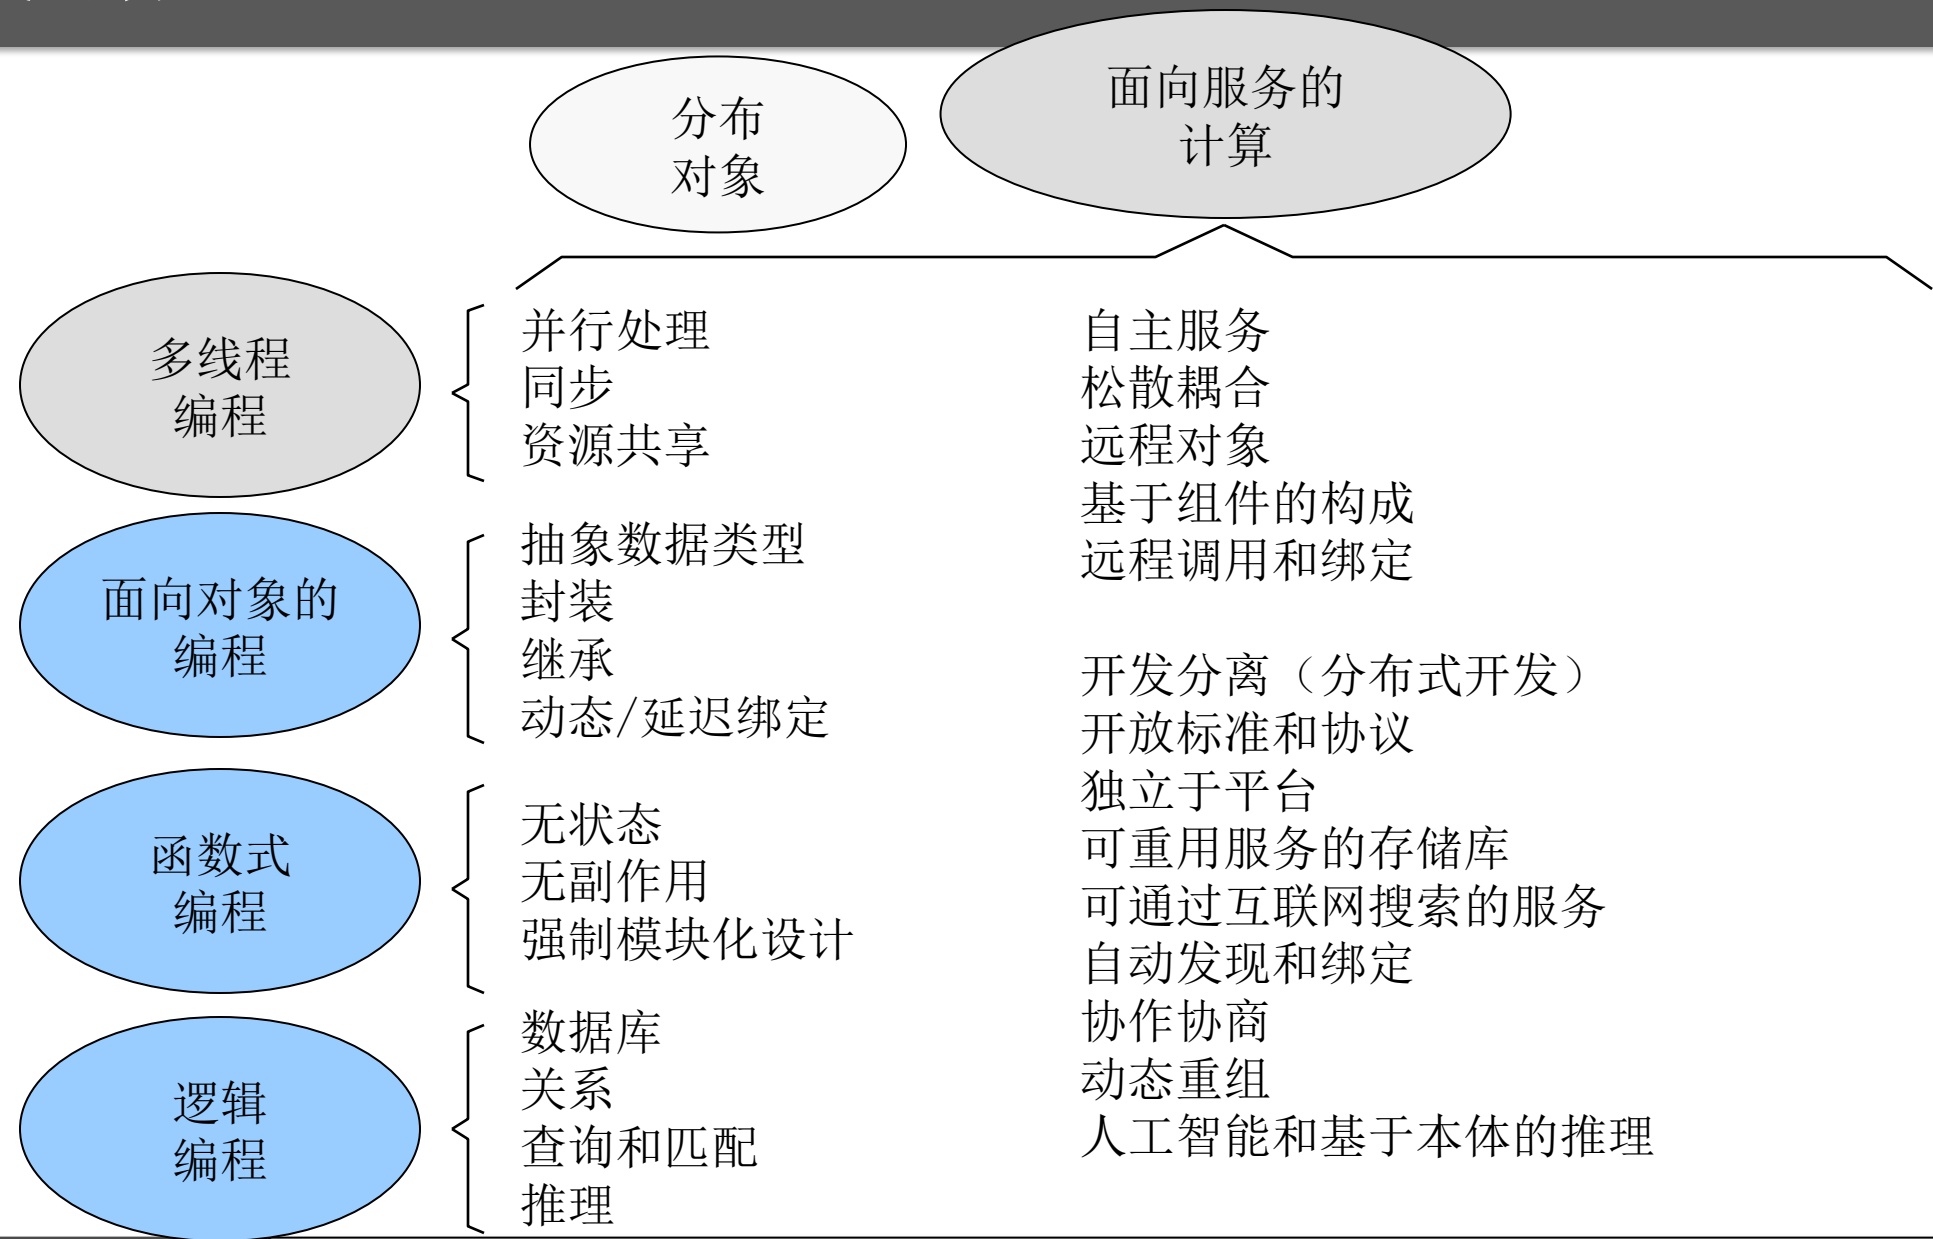 分布
对象
面向服务的
计算
多线程
编程
并行处理
同步
资源共享
面向对象的
编程
抽象数据类型
封装
继承
动态/延迟绑定
函数式
编程
无状态
无副作用
强制模块化设计
逻辑
编程
数据库
关系
查询和匹配
推理
自主服务
松散耦合
远程对象
基于组件的构成
远程调用和绑定
开发分离（分布式开发）
开放标准和协议
独立于平台
可重用服务的存储库
可通过互联网搜索的服务
自动发现和绑定
协作协商
动态重组
人工智能和基于本体的推理